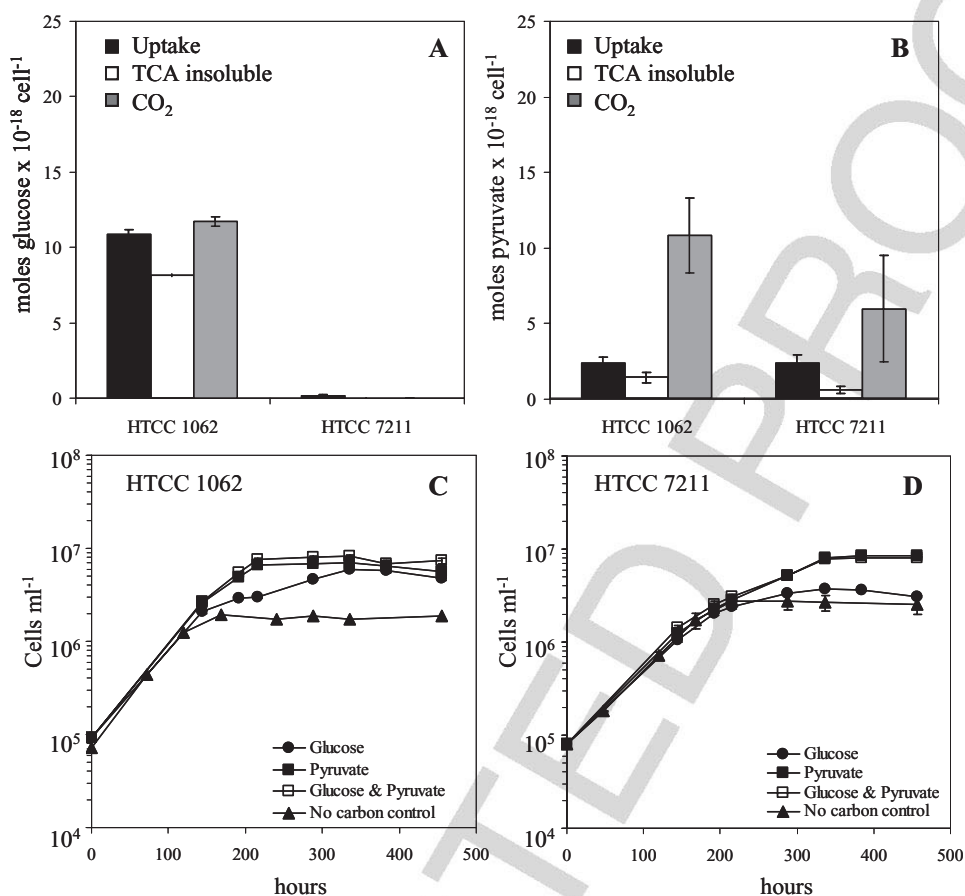 A
Uptake
TCA insoluble
CO₂
moles glucose x 10⁻¹⁸ cell⁻¹
25
20
15
10
5
0
HTCC 1062
HTCC 7211
B
Uptake
TCA insoluble
CO₂
moles pyruvate x 10⁻¹⁸ cell⁻¹
25
20
15
10
5
0
HTCC 1062
HTCC 7211
HTCC 1062
C
Cells ml⁻¹
10⁸
10⁷
10⁶
10⁵
10⁴
Glucose
Pyruvate
Glucose & Pyruvate
No carbon control
0
100
200
300
400
500
hours
HTCC 7211
D
Cells ml⁻¹
10⁸
10⁷
10⁶
10⁵
10⁴
Glucose
Pyruvate
Glucose & Pyruvate
No carbon control
0
100
200
300
400
500
hours
TED PROO